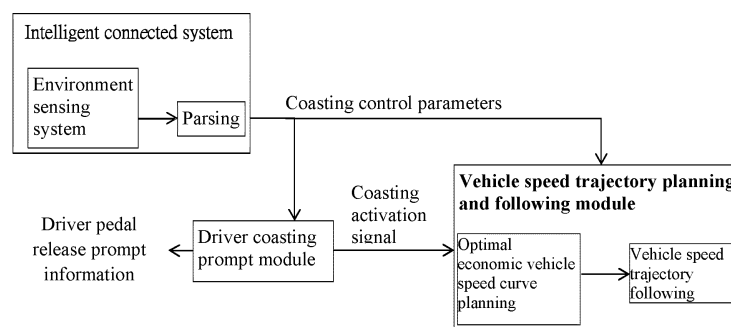 Intelligent connected system
Environment
sensing
system
Parsing
Coasting control parameters
Vehicle speed trajectory planning
and following module
Coasting
activation
signal
Driver pedal
release prompt
information
Driver coasting
prompt module
Optimal
economic vehicle
speed curve
planning
Vehicle speed
trajectory
following